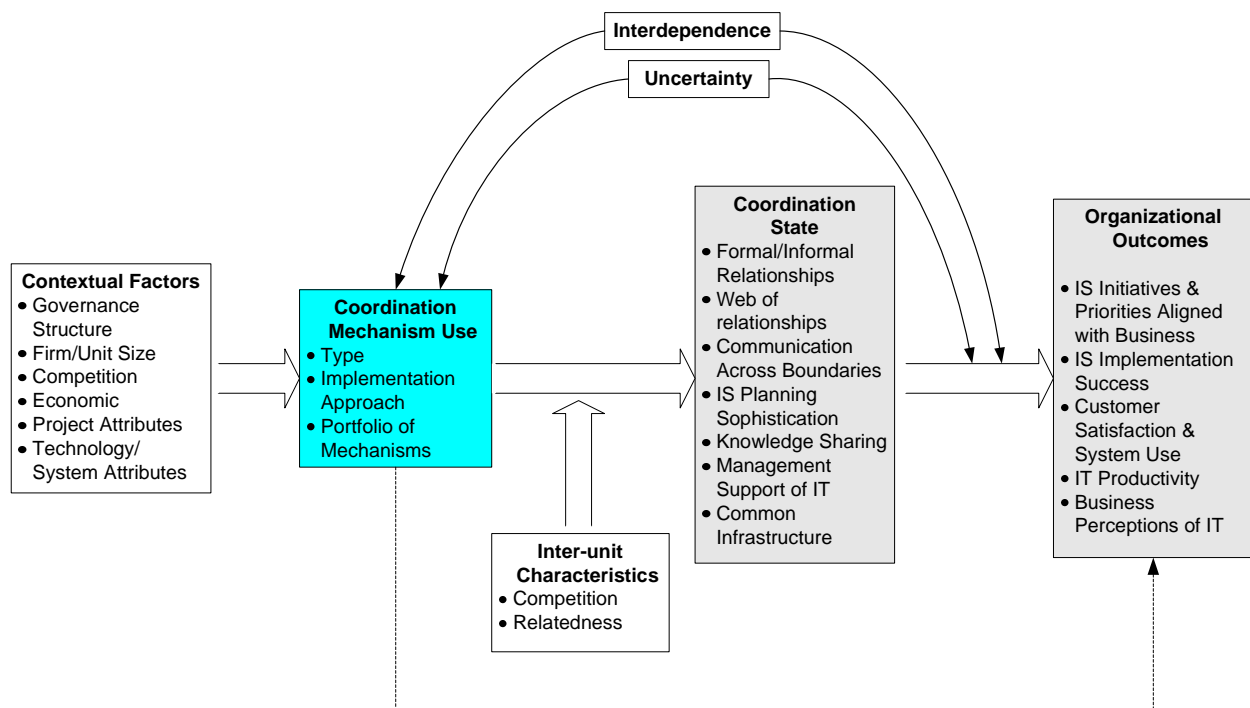 Interdependence
Uncertainty
Contextual Factors
• Governance
Structure
• Firm/Unit Size
• Competition
• Economic
• Project Attributes
• Technology/
System Attributes
Coordination
Mechanism Use
• Type
• Implementation
Approach
• Portfolio of
Mechanisms
Inter-unit
Characteristics
• Competition
• Relatedness
Coordination
State
• Formal/Informal
Relationships
• Web of
relationships
• Communication
Across Boundaries
• IS Planning
Sophistication
• Knowledge Sharing
• Management
Support of IT
• Common
Infrastructure
Organizational
Outcomes
• IS Initiatives &
Priorities Aligned
with Business
• IS Implementation
Success
• Customer
Satisfaction &
System Use
• IT Productivity
• Business
Perceptions of IT